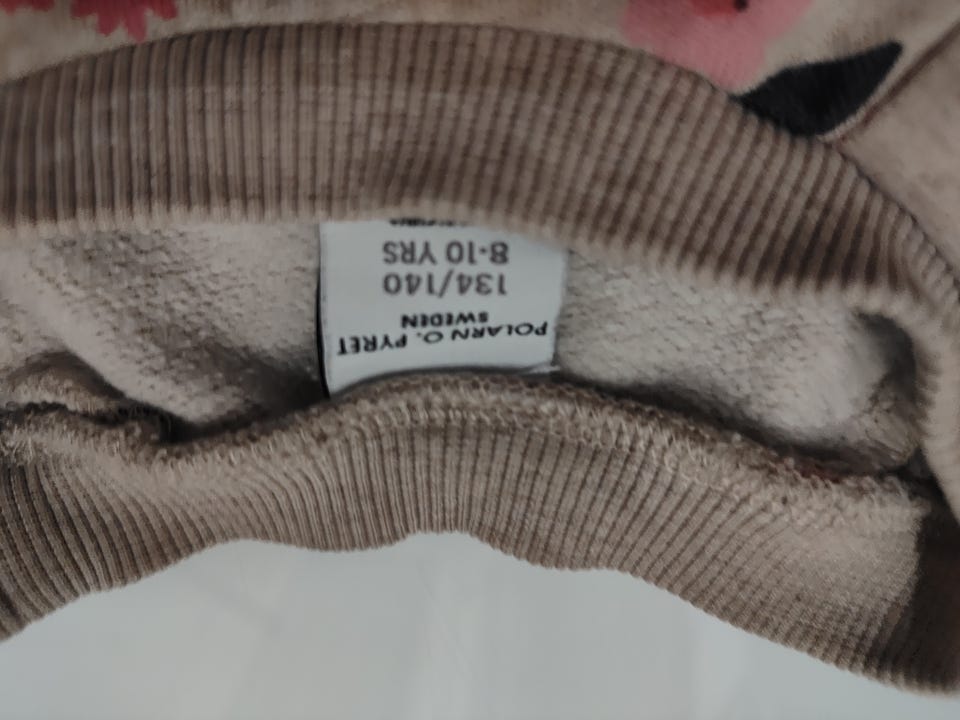 POLARN O. PYRET
SWEDEN
134/140
8-10 YRS